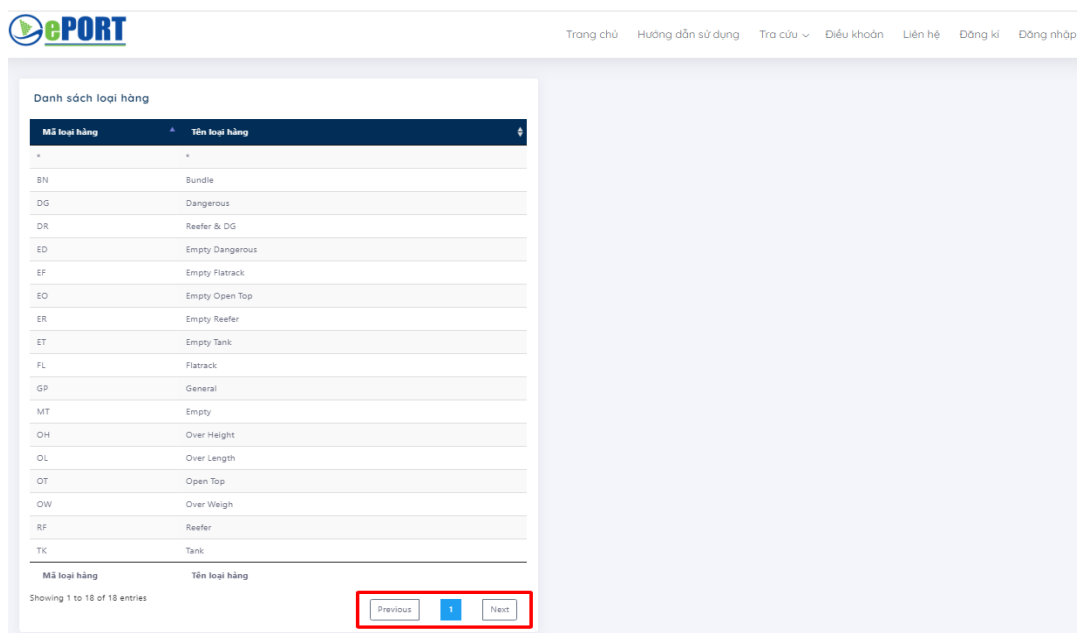 ePORT
Trang chủ Hướng dẫn sử dụng Tra cứu Điều khoản Liên hệ Đăng kí Đăng nhập
Danh sách loại hàng
Mã loại hàng Tên loại hàng
* *
BN Bundle
DG Dangerous
DR Reefer & DG
ED Empty Dangerous
EF Empty Flatrack
EO Empty Open Top
ER Empty Reefer
ET Empty Tank
FL Flatrack
GP General
MT Empty
OH Over Height
OL Over Length
OT Open Top
OW Over Weigh
RF Reefer
TK Tank
Mã loại hàng Tên loại hàng
Showing 1 to 18 of 18 entries
Previous 1 Next